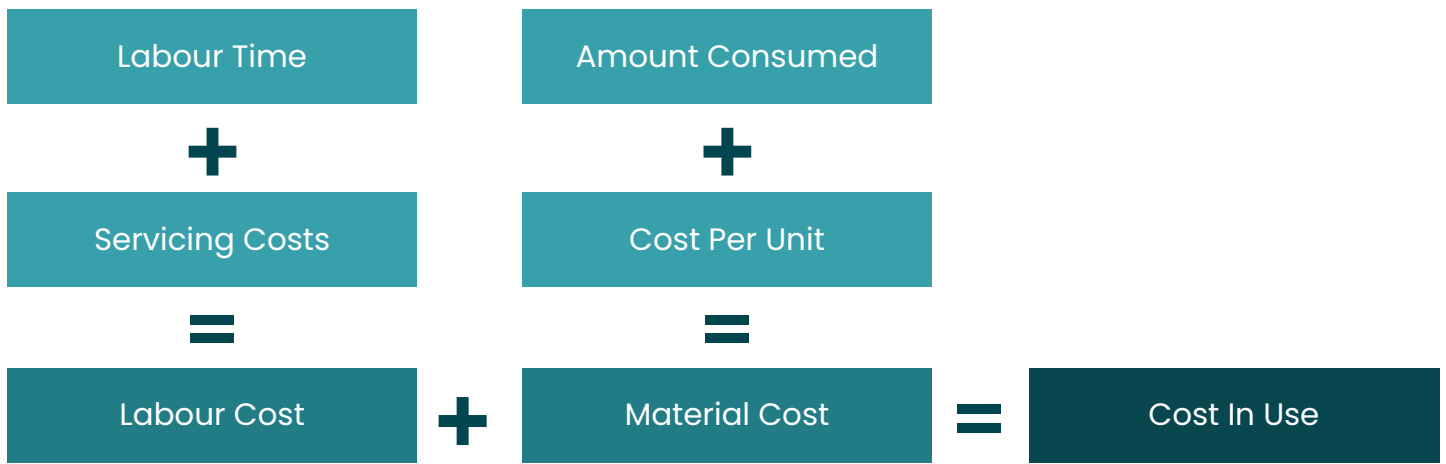 Labour Time
Amount Consumed
+
+
Servicing Costs
Cost Per Unit
=
=
Labour Cost + Material Cost = Cost In Use